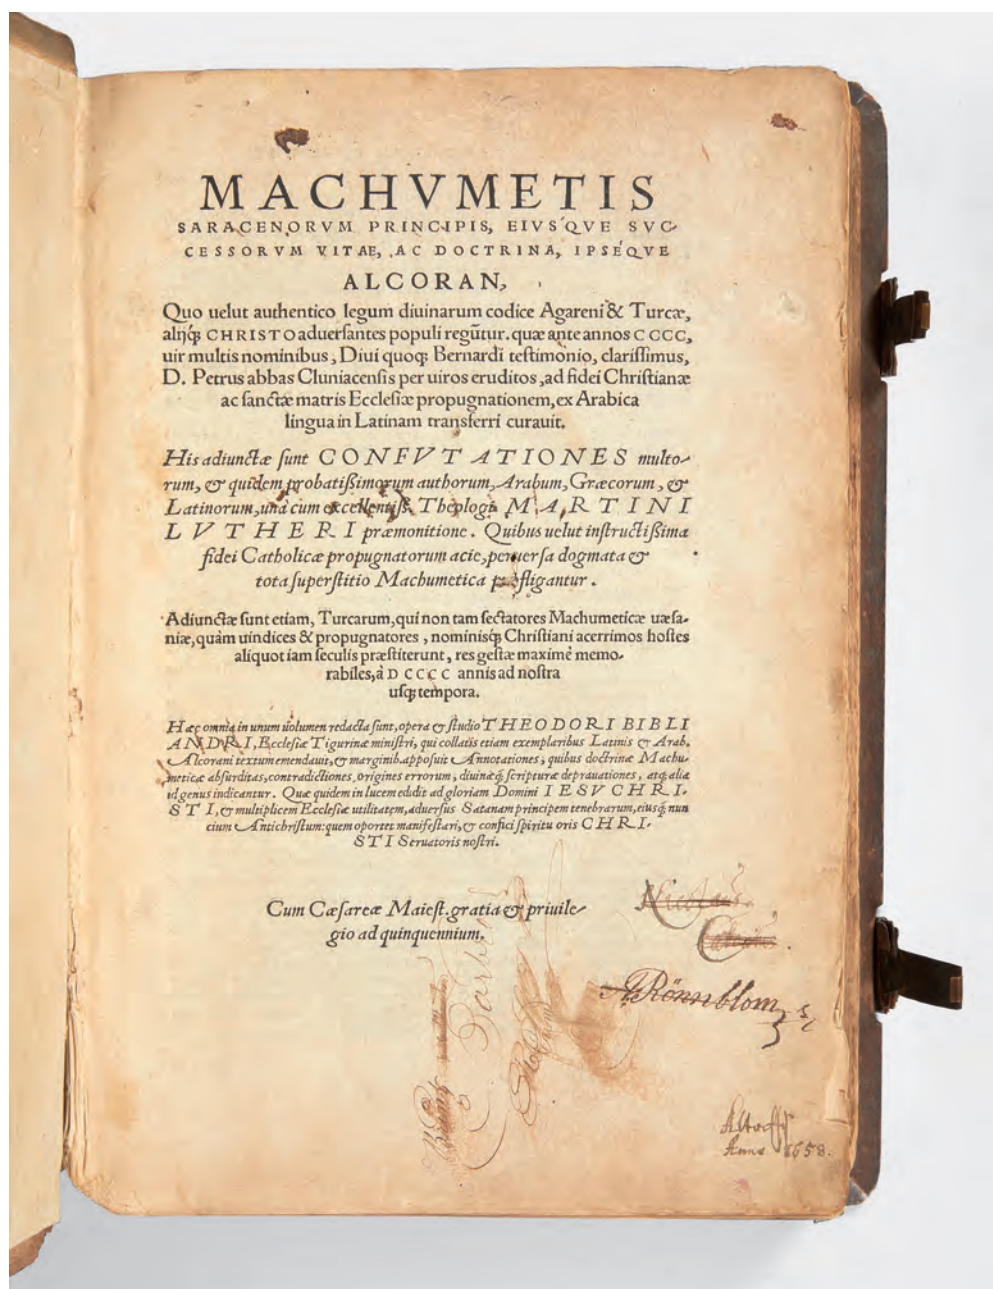 MACHVMETIS
SARACENORVM PRINCIPIS, EIVS'QVE SVC-
CESSORVM VITAE, AC DOCTRINA, IPSÉQVE
ALCORAN,
Quo uelut authentico legum diuinarum codice Agareni & Turcæ,
alijq́; CHRISTO aduerſantes populi regūtur. quæ ante annos CCCC,
uir multis nominibus, Diui quoq; Bernardi teſtimonio, clariſſimus,
D. Petrus abbas Cluniacenſis per uiros eruditos, ad fidei Chriſtianæ
ac ſanctæ matris Eccleſiæ propugnationem, ex Arabica
lingua in Latinam transferri curauit.
His adiunctæ ſunt CONFVTATIONES multo-
rum, & quidem probatiſsimorum authorum, Arabum, Græcorum, &
Latinorum, unà cum excellentiſs. Theologi MARTINI
LVTHERI præmonitione. Quibus uelut inſtructiſsima
fidei Catholicæ propugnatorum acie, peruerſa dogmata &
tota ſuperſtitio Machumetica profligantur.
Adiunctæ ſunt etiam, Turcarum, qui non tam ſectatores Machumeticæ uæſa-
niæ, quàm uindices & propugnatores, nominisq́; Chriſtiani acerrimos hoſtes
aliquot iam ſeculis præſtiterunt, res geſtæ maximè memo-
rabiles, à DCCCC annis ad noſtra
uſq; tempora.
Hæc omnia in unum uolumen redacta ſunt, opera & ſtudio THEODORI BIBLI
ANDRI, Eccleſiæ Tigurinæ miniſtri, qui collatis etiam exemplaribus Latinis & Arab.
Alcorani textum emendauit, & marginib. appoſuit Annotationes, quibus doctrinæ Machu-
meticæ abſurditas, contradictiones, origines errorum, diuinæq́; ſcripturæ deprauationes, atq; alia
id genus indicantur. Quæ quidem in lucem edidit ad gloriam Domini IESV CHRI-
STI, & multiplicem Eccleſiæ utilitatem, aduerſus Satanam principem tenebrarum, eiusq́; nun
cium Antichriſtum: quem oportet manifeſtari, & confici ſpiritu oris CHRI-
STI Seruatoris noſtri.
Cum Cæſareæ Maieſt. gratia & priuile-
gio ad quinquennium.
Rönnblom
Anno 1658.